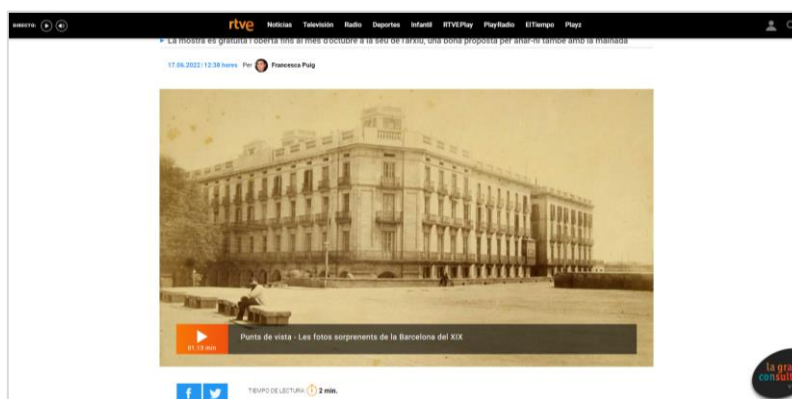 DIRECTO:
rtve Noticias Televisión Radio Deportes Infantil RTVEPlay PlayRadio ElTiempo Playz
La mostra és gratuïta i oberta fins al mes d'octubre a la seu de l'arxiu, una bona proposta per anar-hi també amb la mainada
17.06.2022 | 12:38 hores Per Francesca Puig
01:13 min
Punts de vista - Les fotos sorprenents de la Barcelona del XIX
TIEMPO DE LECTURA: 2 min.
la gra
consult